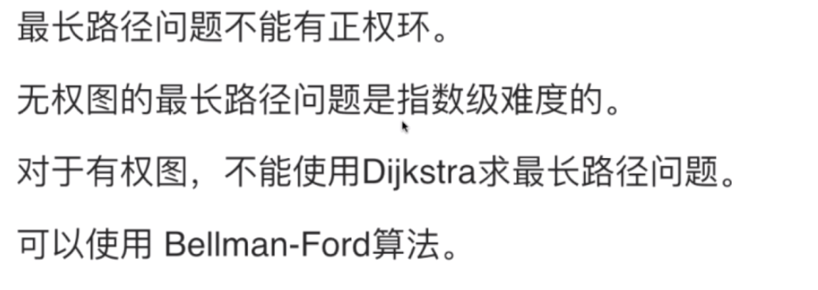 最长路径问题不能有正权环。
无权图的最长路径问题是指数级难度的。
对于有权图，不能使用Dijkstra求最长路径问题。
可以使用 Bellman-Ford算法。